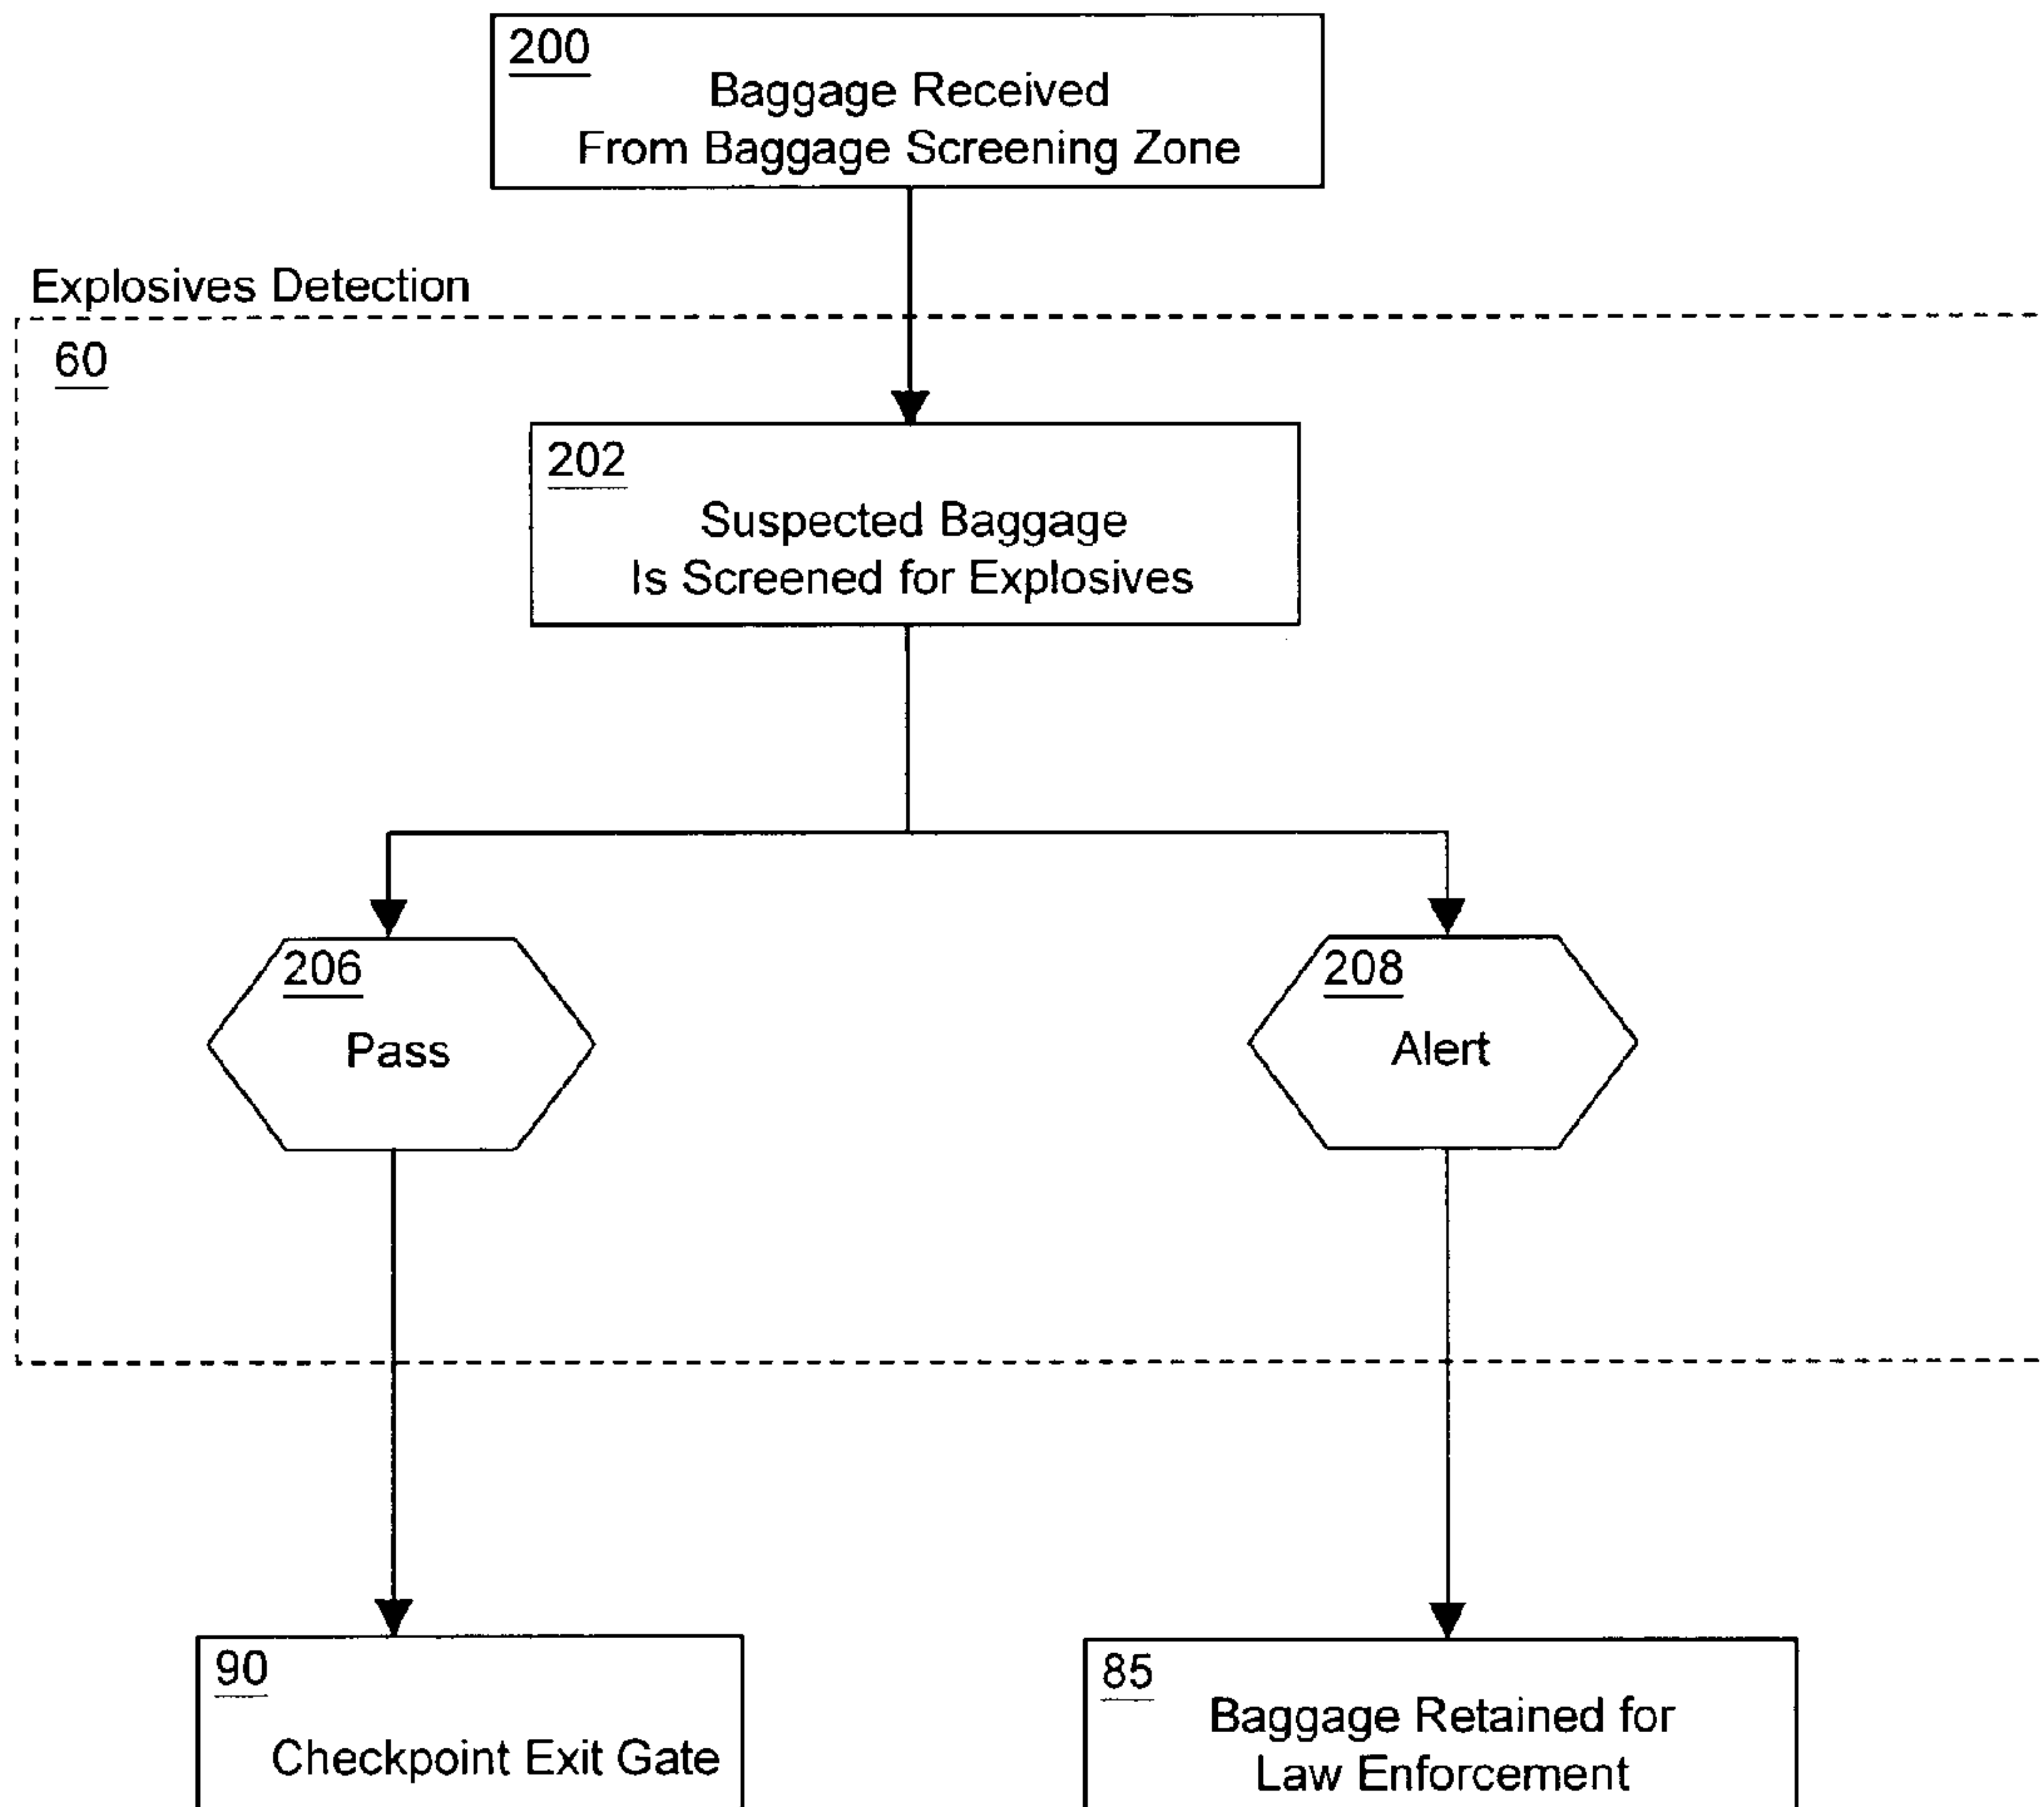 200
Baggage Received
From Baggage Screening Zone
Explosives Detection
60
202
Suspected Baggage
Is Screened for Explosives
206
Pass
208
Alert
90
Checkpoint Exit Gate
85
Baggage Retained for
Law Enforcement